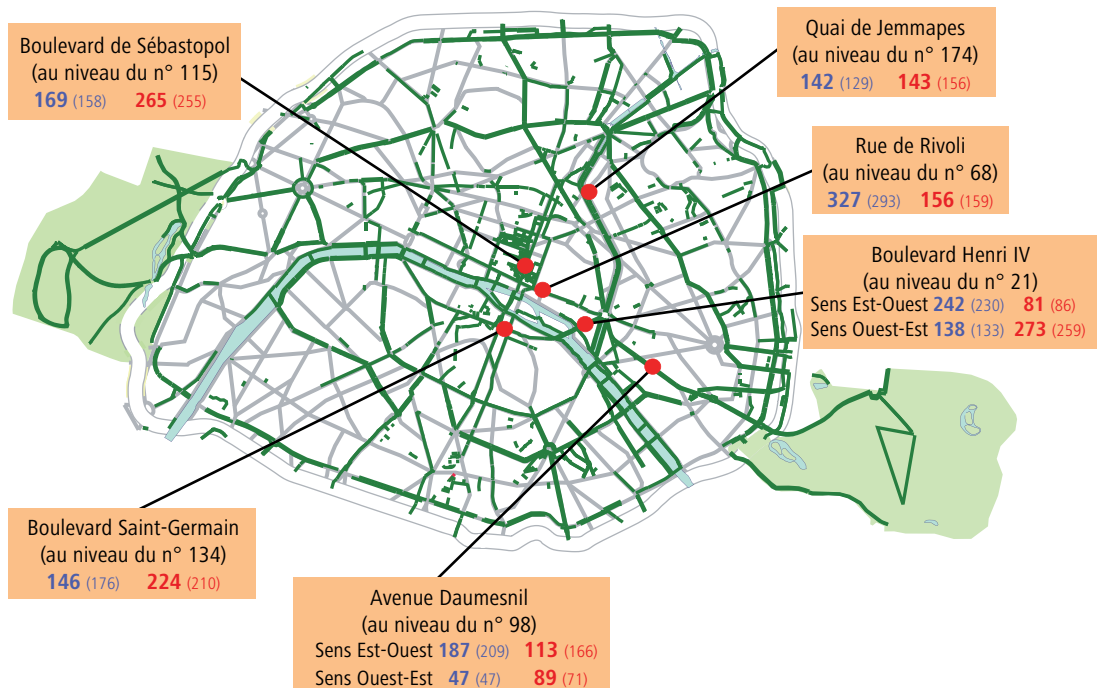 Boulevard de Sébastopol
(au niveau du n° 115)
169 (158) 265 (255)
Quai de Jemmapes
(au niveau du n° 174)
142 (129) 143 (156)
Rue de Rivoli
(au niveau du n° 68)
327 (293) 156 (159)
Boulevard Henri IV
(au niveau du n° 21)
Sens Est-Ouest 242 (230) 81 (86)
Sens Ouest-Est 138 (133) 273 (259)
Boulevard Saint-Germain
(au niveau du n° 134)
146 (176) 224 (210)
Avenue Daumesnil
(au niveau du n° 98)
Sens Est-Ouest 187 (209) 113 (166)
Sens Ouest-Est 47 (47) 89 (71)